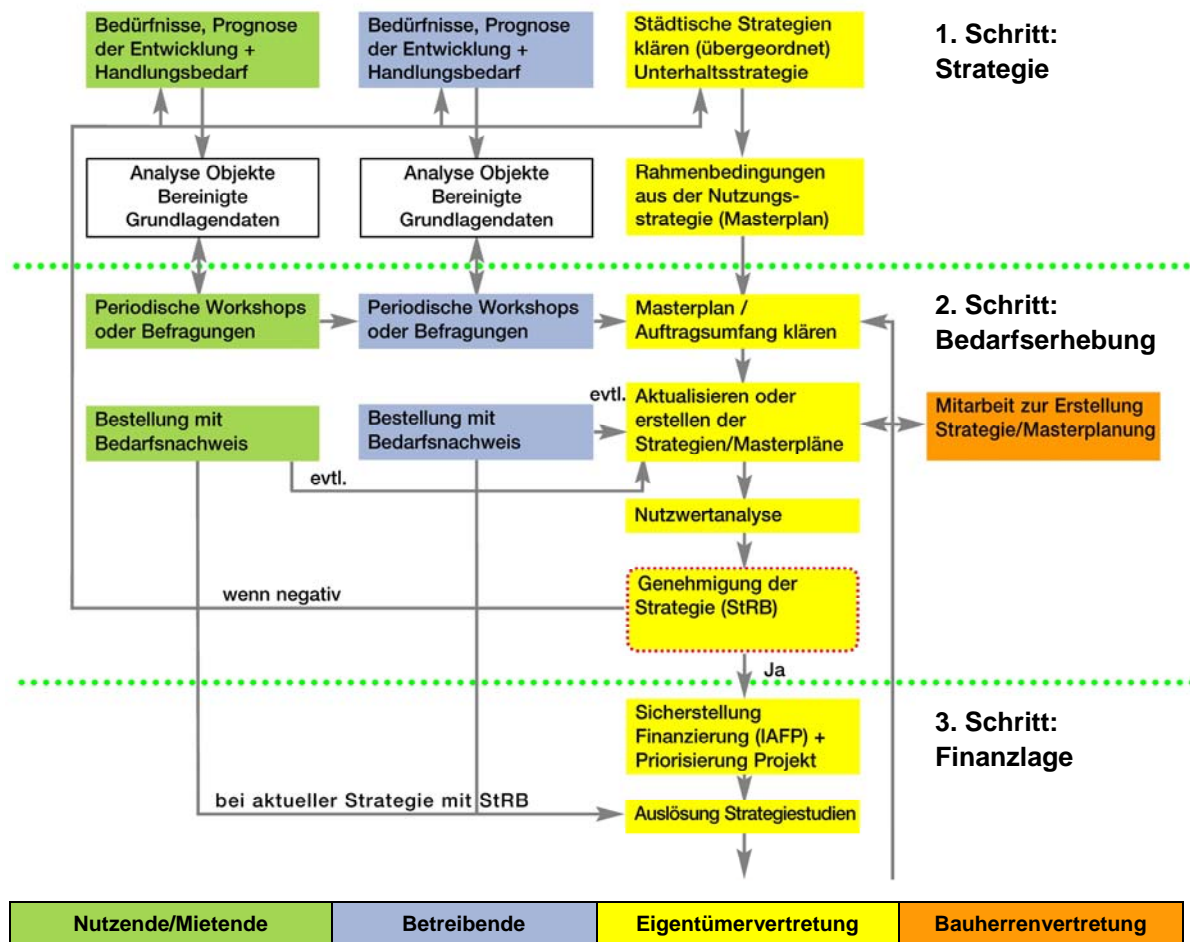 Bedürfnisse, Prognose
der Entwicklung +
Handlungsbedarf
Bedürfnisse, Prognose
der Entwicklung +
Handlungsbedarf
Städtische Strategien
klären (übergeordnet)
Unterhaltsstrategie
1. Schritt:
Strategie
Analyse Objekte
Bereinigte
Grundlagendaten
Analyse Objekte
Bereinigte
Grundlagendaten
Rahmenbedingungen
aus der Nutzungs-
strategie (Masterplan)
Periodische Workshops
oder Befragungen
Periodische Workshops
oder Befragungen
Masterplan /
Auftragsumfang klären
2. Schritt:
Bedarfserhebung
Bestellung mit
Bedarfsnachweis
Bestellung mit
Bedarfsnachweis
evtl.
Aktualisieren oder
erstellen der
Strategien/Masterpläne
Mitarbeit zur Erstellung
Strategie/Masterplanung
evtl.
Nutzwertanalyse
wenn negativ
Genehmigung der
Strategie (StRB)
Ja
Sicherstellung
Finanzierung (IAFP) +
Priorisierung Projekt
3. Schritt:
Finanzlage
bei aktueller Strategie mit StRB
Auslösung Strategiestudien
Nutzende/Mietende
Betreibende
Eigentümervertretung
Bauherrenvertretung